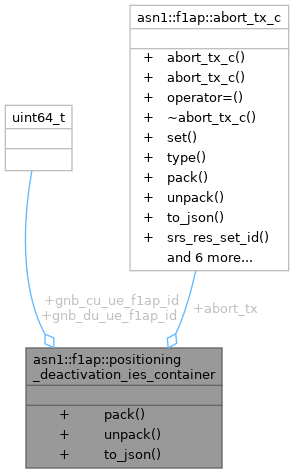 asn1::f1ap::abort_tx_c
+ abort_tx_c()
+ abort_tx_c()
+ operator=()
+ ~abort_tx_c()
+ set()
+ type()
+ pack()
+ unpack()
+ to_json()
+ srs_res_set_id()
and 6 more...
uint64_t
+gnb_cu_ue_f1ap_id
+gnb_du_ue_f1ap_id
+abort_tx
asn1::f1ap::positioning
_deactivation_ies_container
+ pack()
+ unpack()
+ to_json()